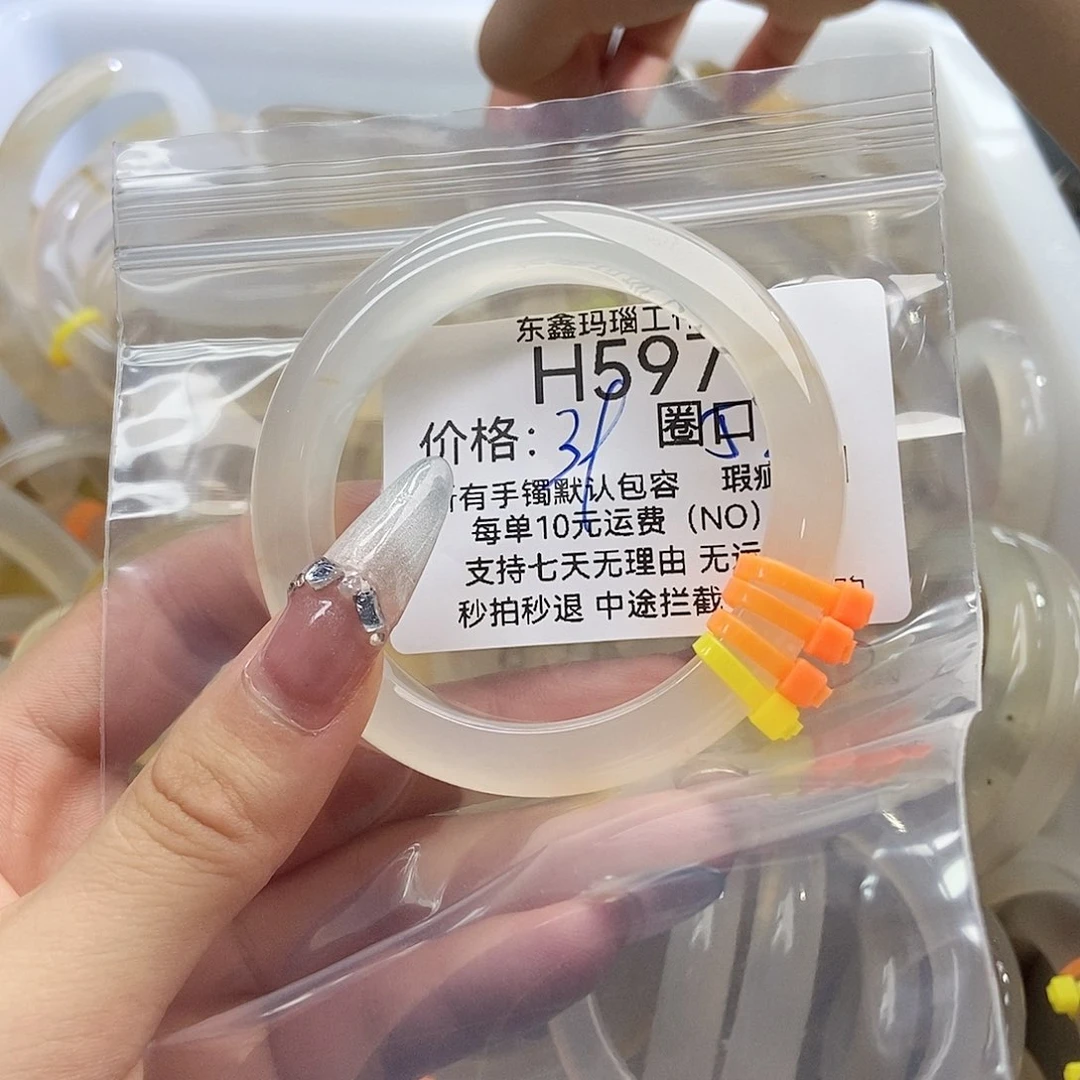 东鑫玛瑙工作
H597
价格: 圈口
所有手镯默认包容 瑕疵
每单10元运费（NO）
支持七天无理由 无运
秒拍秒退 中途拦截